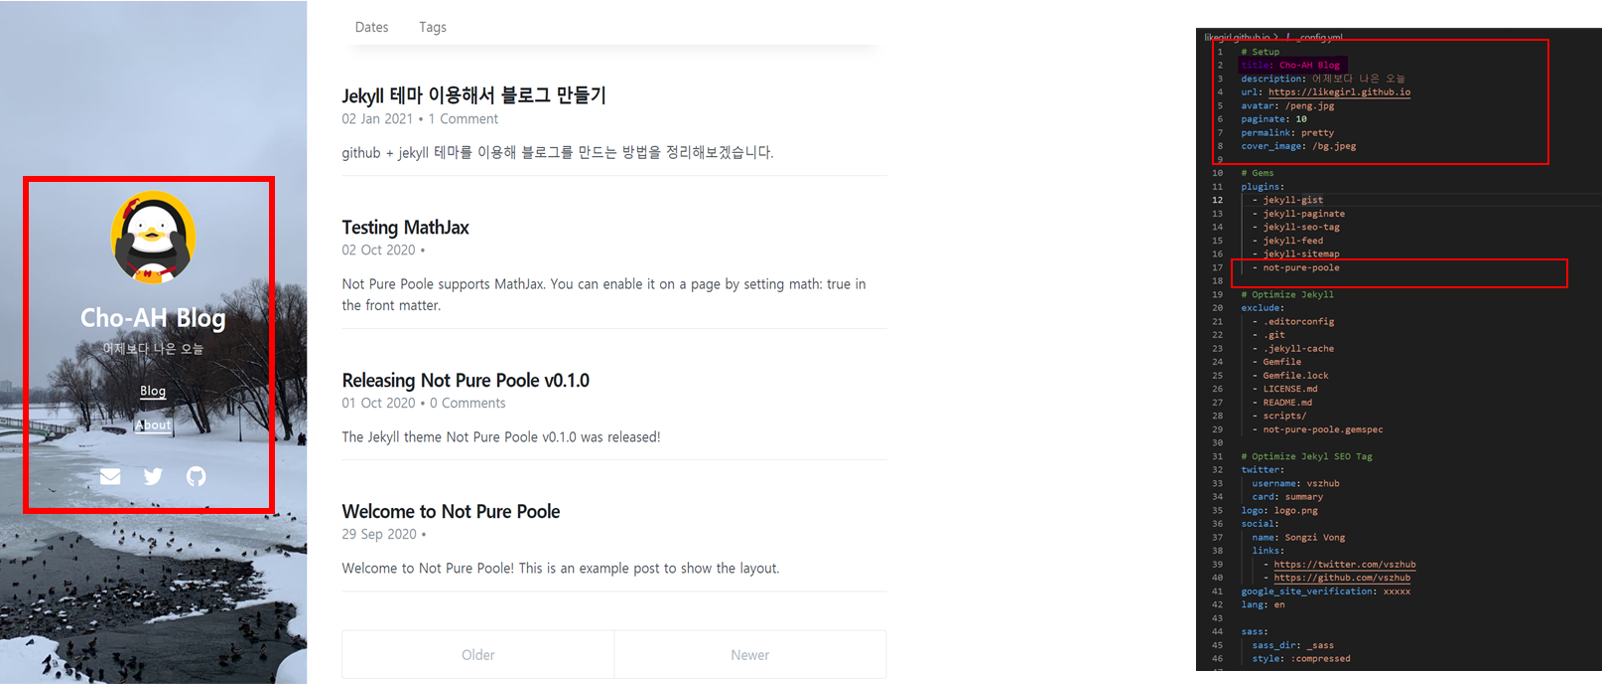 Cho-AH Blog
어제보다 나은 오늘
Blog
About
Dates Tags
Jekyll 테마 이용해서 블로그 만들기
02 Jan 2021 • 1 Comment
github + jekyll 테마를 이용해 블로그를 만드는 방법을 정리해보겠습니다.
Testing MathJax
02 Oct 2020 •
Not Pure Poole supports MathJax. You can enable it on a page by setting math: true in
the front matter.
Releasing Not Pure Poole v0.1.0
01 Oct 2020 • 0 Comments
The Jekyll theme Not Pure Poole v0.1.0 was released!
Welcome to Not Pure Poole
29 Sep 2020 •
Welcome to Not Pure Poole! This is an example post to show the layout.
Older Newer
likegirl.github.io > ! _config.yml
1 # Setup
2 title: Cho-AH Blog
3 description: 어제보다 나은 오늘
4 url: https://likegirl.github.io
5 avatar: /peng.jpg
6 paginate: 10
7 permalink: pretty
8 cover_image: /bg.jpeg
9
10 # Gems
11 plugins:
12 - jekyll-gist
13 - jekyll-paginate
14 - jekyll-seo-tag
15 - jekyll-feed
16 - jekyll-sitemap
17 - not-pure-poole
18
19 # Optimize Jekyll
20 exclude:
21 - .editorconfig
22 - .git
23 - .jekyll-cache
24 - Gemfile
25 - Gemfile.lock
26 - LICENSE.md
27 - README.md
28 - scripts/
29 - not-pure-poole.gemspec
30
31 # Optimize Jekyl SEO Tag
32 twitter:
33 username: vszhub
34 card: summary
35 logo: logo.png
36 social:
37 name: Songzi Vong
38 links:
39 - https://twitter.com/vszhub
40 - https://github.com/vszhub
41 google_site_verification: xxxxx
42 lang: en
43
44 sass:
45 sass_dir: _sass
46 style: :compressed